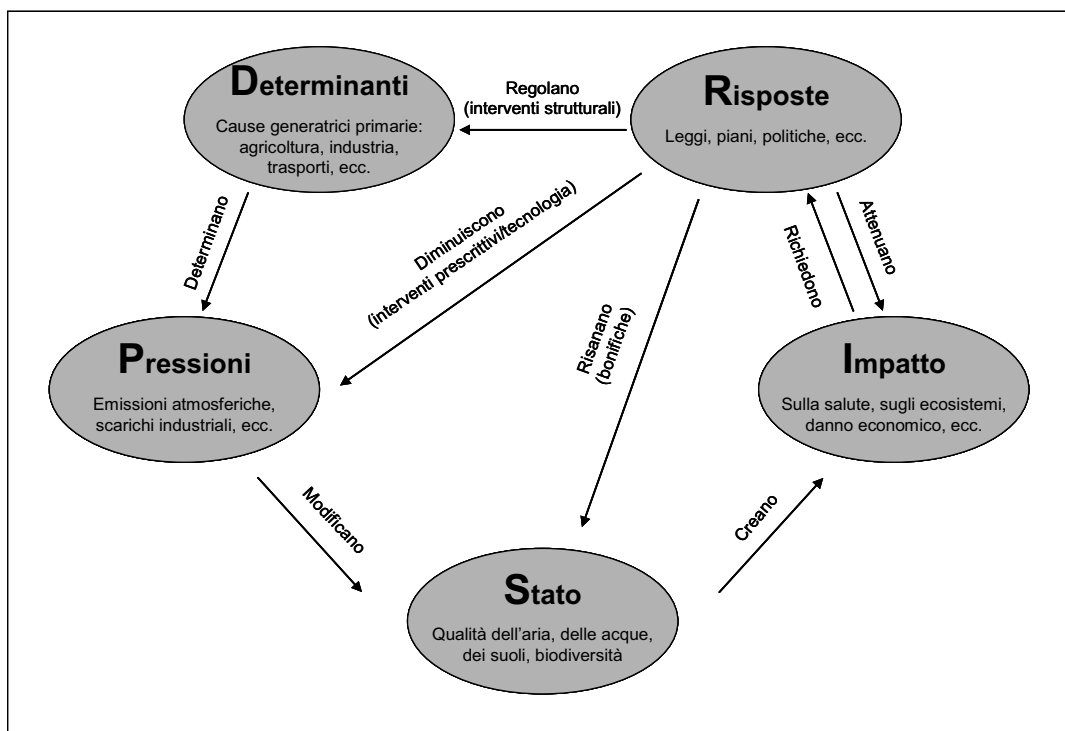 Determinanti
Cause generatrici primarie:
agricoltura, industria,
trasporti, ecc.
Regolano
(interventi strutturali)
Risposte
Leggi, piani, politiche, ecc.
Determinano
Diminuiscono
(interventi prescrittivi/tecnologia)
Risanano
(bonifiche)
Richiedono
Attenuano
Pressioni
Emissioni atmosferiche,
scarichi industriali, ecc.
Impatto
Sulla salute, sugli ecosistemi,
danno economico, ecc.
Modificano
Creano
Stato
Qualità dell'aria, delle acque,
dei suoli, biodiversità